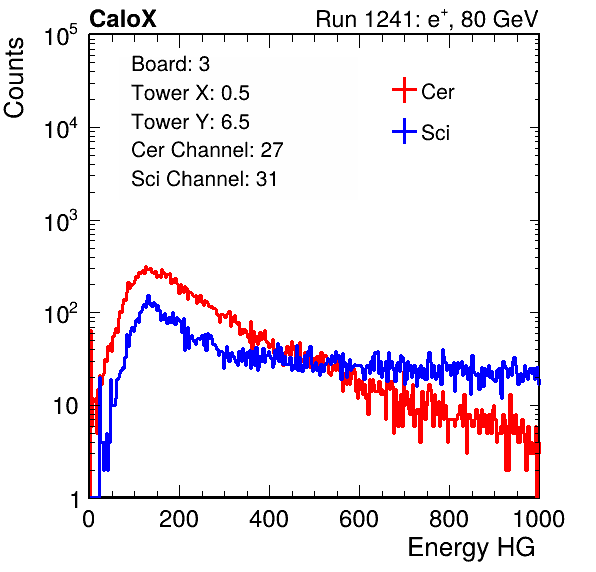 CaloX Run 1241: e⁺, 80 GeV
Counts
10⁵
10⁴
10³
10²
10
1
Board: 3
Tower X: 0.5
Tower Y: 6.5
Cer Channel: 27
Sci Channel: 31
Cer
Sci
0 200 400 600 800 1000
Energy HG